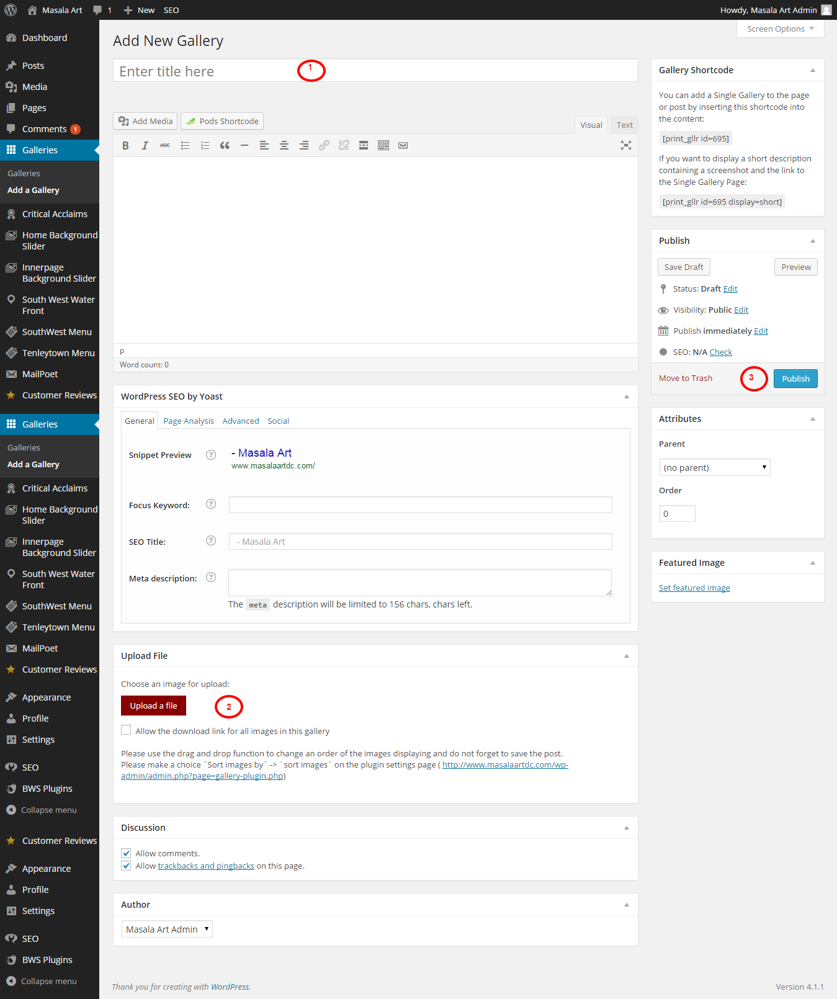 Masala Art
1
New
SEO
Howdy, Masala Art Admin
Dashboard
Posts
Media
Pages
Comments 1
Galleries
Galleries
Add a Gallery
Critical Acclaims
Home Background
Slider
Innerpage
Background Slider
South West Water
Front
SouthWest Menu
Tenleytown Menu
MailPoet
Customer Reviews
Galleries
Galleries
Add a Gallery
Critical Acclaims
Home Background
Slider
Innerpage
Background Slider
South West Water
Front
SouthWest Menu
Tenleytown Menu
MailPoet
Customer Reviews
Appearance
Profile
Settings
SEO
BWS Plugins
Collapse menu
Customer Reviews
Appearance
Profile
Settings
SEO
BWS Plugins
Collapse menu
Screen Options
Add New Gallery
Enter title here
1
Add Media
Pods Shortcode
Visual
Text
B I ABC
p
Word count: 0
WordPress SEO by Yoast
General
Page Analysis
Advanced
Social
Snippet Preview ?
- Masala Art
www.masalaartdc.com/
Focus Keyword: ?
SEO Title: ?
- Masala Art
Meta description: ?
The meta description will be limited to 156 chars, chars left.
Upload File
Choose an image for upload:
Upload a file
2
Allow the download link for all images in this gallery
Please use the drag and drop function to change an order of the images displaying and do not forget to save the post.
Please make a choice `Sort images by` -> `sort images` on the plugin settings page ( http://www.masalaartdc.com/wp-
admin/admin.php?page=gallery-plugin.php)
Discussion
Allow comments.
Allow trackbacks and pingbacks on this page.
Author
Masala Art Admin
Gallery Shortcode
You can add a Single Gallery to the page
or post by inserting this shortcode into
the content:
[print_gllr id=695]
If you want to display a short description
containing a screenshot and the link to
the Single Gallery Page:
[print_gllr id=695 display=short]
Publish
Save Draft
Preview
Status: Draft Edit
Visibility: Public Edit
Publish immediately Edit
SEO: N/A Check
Move to Trash
3
Publish
Attributes
Parent
(no parent)
Order
0
Featured Image
Set featured image
Thank you for creating with WordPress.
Version 4.1.1